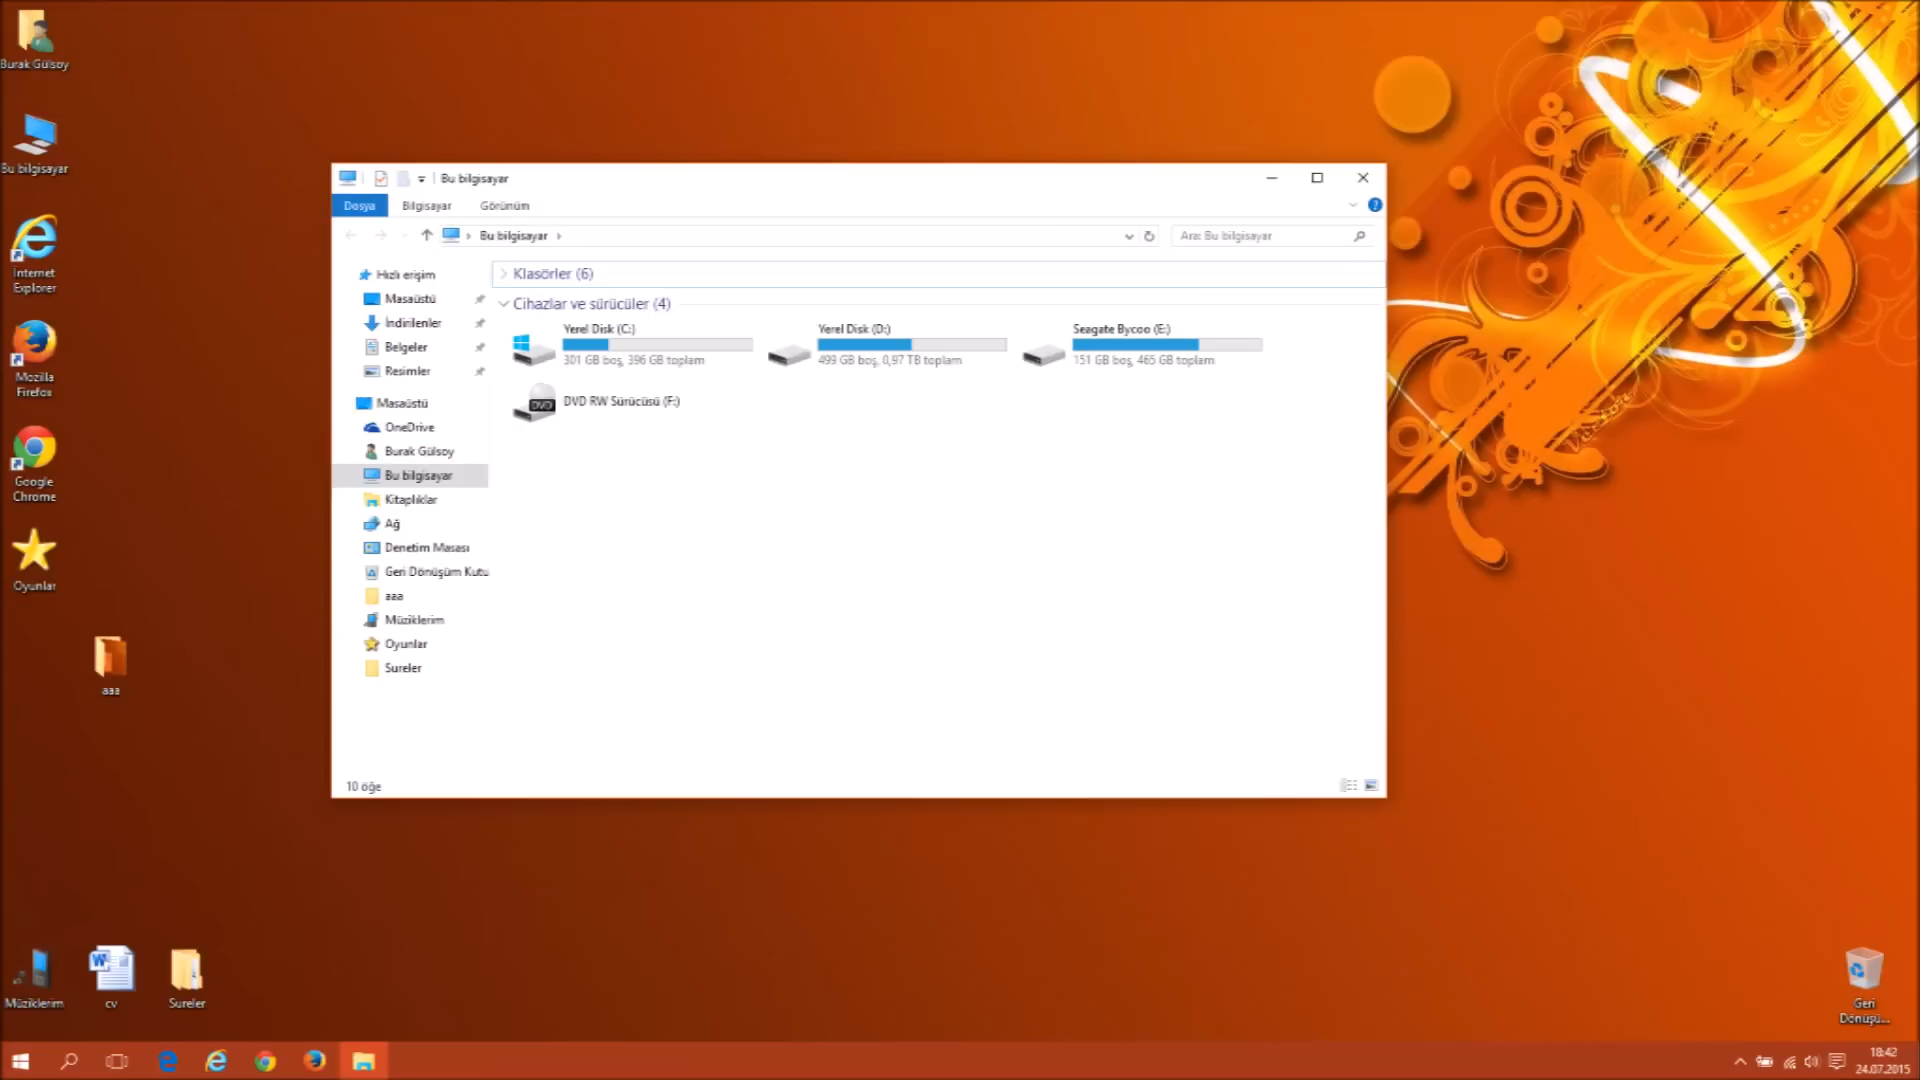 Burak Gülsoy
Bu bilgisayar
Internet
Explorer
Mozilla
Firefox
Google
Chrome
Oyunlar
aaa
Müziklerim
cv
Sureler
Bu bilgisayar
Dosya
Bilgisayar
Görünüm
Bu bilgisayar
Ara: Bu bilgisayar
Hızlı erişim
Masaüstü
İndirilenler
Belgeler
Resimler
Masaüstü
OneDrive
Burak Gülsoy
Bu bilgisayar
Kitaplıklar
Ağ
Denetim Masası
Geri Dönüşüm Kutu
aaa
Müziklerim
Oyunlar
Sureler
Klasörler (6)
Cihazlar ve sürücüler (4)
Yerel Disk (C:)
301 GB boş, 396 GB toplam
Yerel Disk (D:)
499 GB boş, 0,97 TB toplam
Seagate Bycoo (E:)
151 GB boş, 465 GB toplam
DVD
DVD RW Sürücüsü (F:)
10 öğe
Geri
Dönüşü...
18:42
24.07.2015